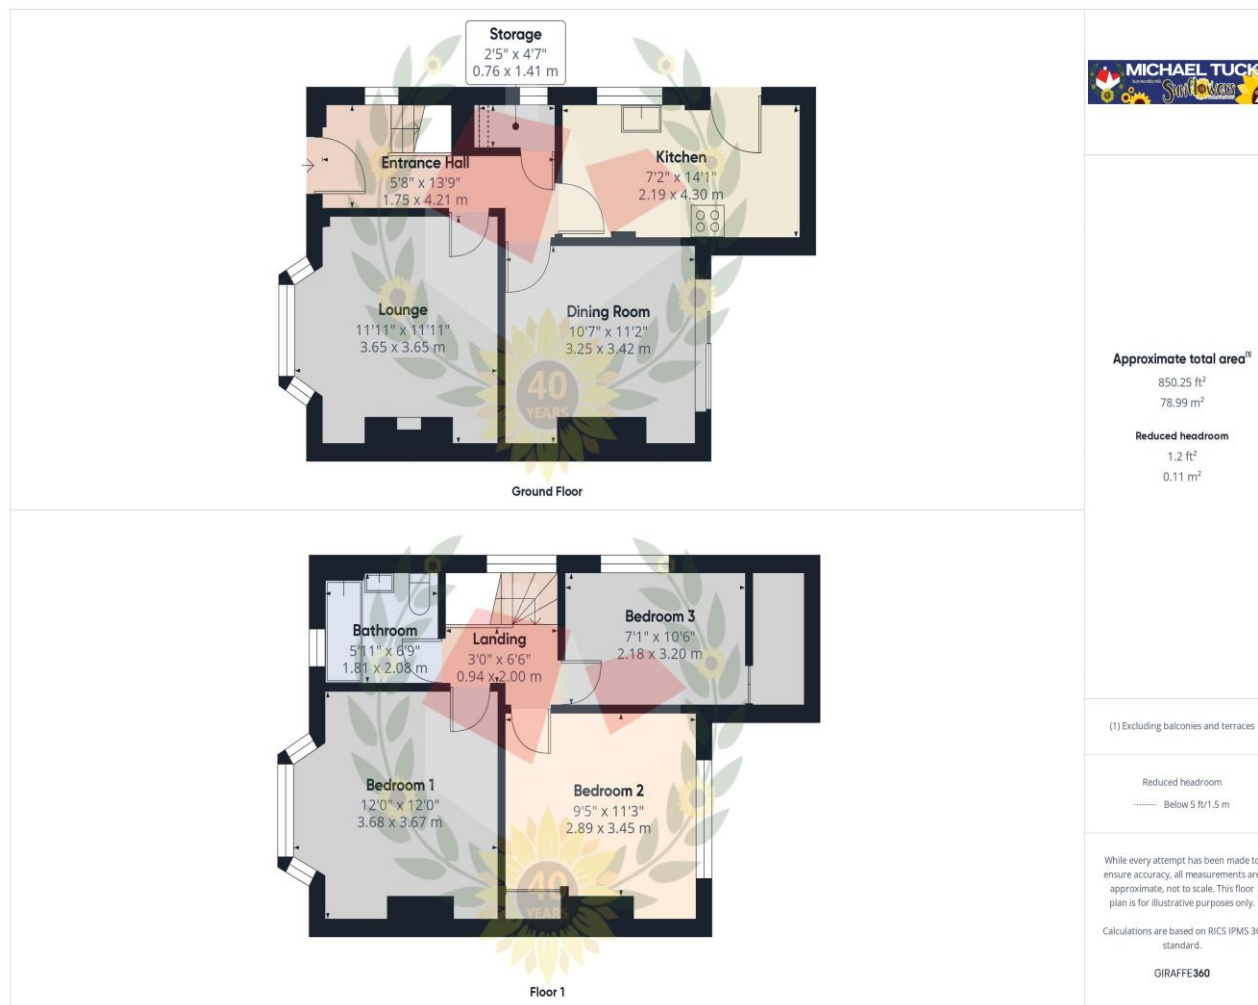 Storage
2'5" x 4'7"
0.76 x 1.41 m
Entrance Hall
5'8" x 13'9"
1.75 x 4.21 m
Kitchen
7'2" x 14'1"
2.19 x 4.30 m
Lounge
11'11" x 11'11"
3.65 x 3.65 m
Dining Room
10'7" x 11'2"
3.25 x 3.42 m
40
YEARS
Ground Floor
Bathroom
5'11" x 6'9"
1.81 x 2.08 m
Landing
3'0" x 6'6"
0.94 x 2.00 m
Bedroom 3
7'1" x 10'6"
2.18 x 3.20 m
Bedroom 1
12'0" x 12'0"
3.68 x 3.67 m
Bedroom 2
9'5" x 11'3"
2.89 x 3.45 m
40
YEARS
Floor 1
MICHAEL TUCK
Sunflowers
Approximate total area(1)
850.25 ft²
78.99 m²
Reduced headroom
1.2 ft²
0.11 m²
(1) Excluding balconies and terraces
Reduced headroom
Below 5 ft/1.5 m
While every attempt has been made to
ensure accuracy, all measurements are
approximate, not to scale. This floor
plan is for illustrative purposes only.
Calculations are based on RICS IPMS 3C
standard.
GIRAFFE360